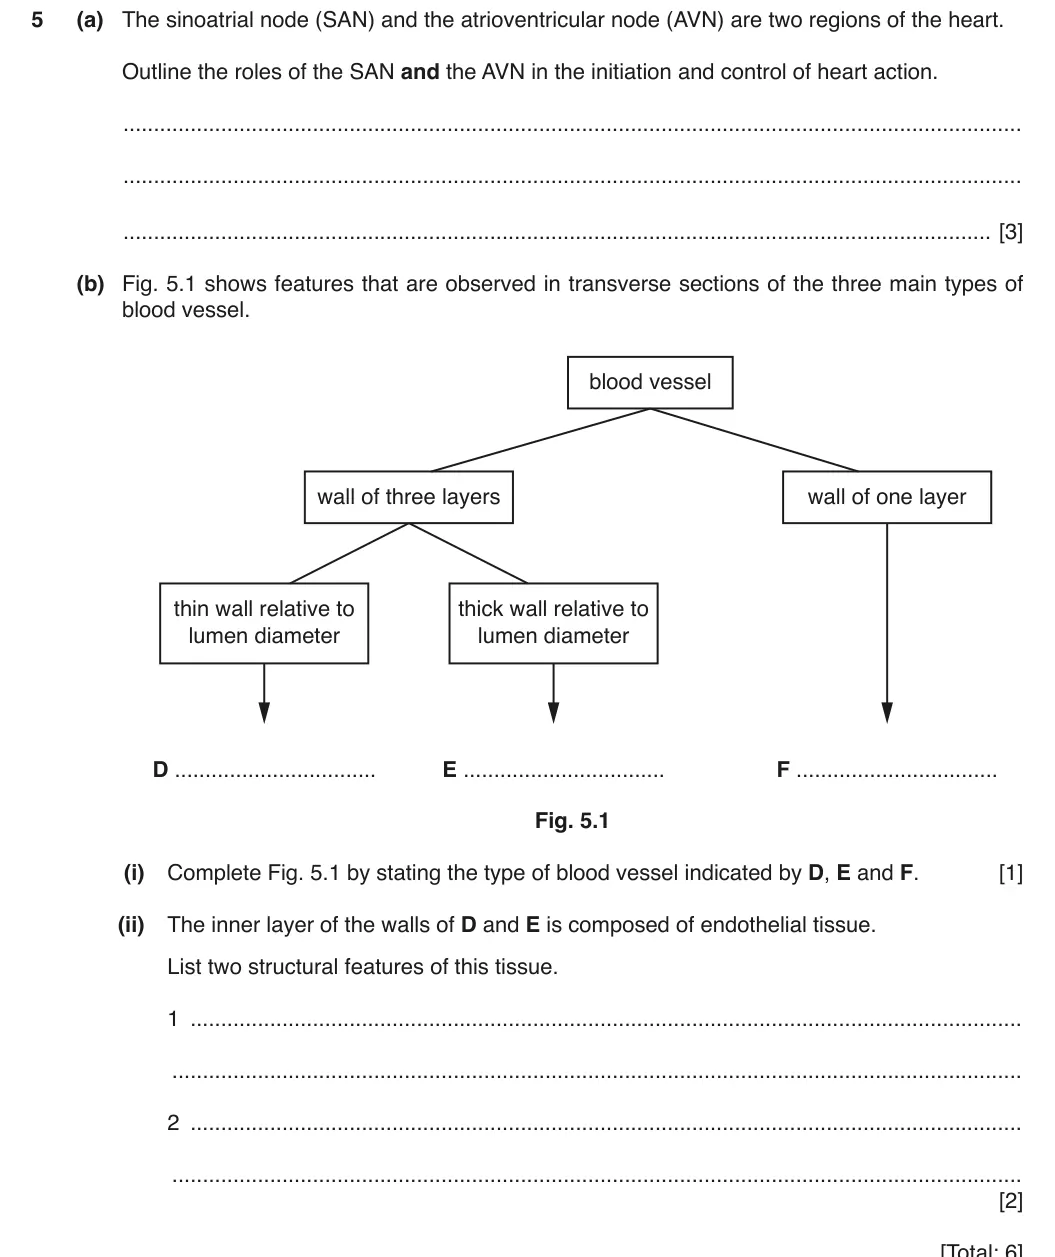 5 (a) The sinoatrial node (SAN) and the atrioventricular node (AVN) are two regions of the heart.
Outline the roles of the SAN and the AVN in the initiation and control of heart action.
..........................................................................................
..........................................................................................
.......................................................................................... [3]
(b) Fig. 5.1 shows features that are observed in transverse sections of the three main types of
blood vessel.
blood vessel
wall of three layers
wall of one layer
thin wall relative to
lumen diameter
thick wall relative to
lumen diameter
D ................................. E ................................. F .................................
Fig. 5.1
(i) Complete Fig. 5.1 by stating the type of blood vessel indicated by D, E and F. [1]
(ii) The inner layer of the walls of D and E is composed of endothelial tissue.
List two structural features of this tissue.
1 ..........................................................................................
..........................................................................................
2 ..........................................................................................
..........................................................................................
[2]
[Total: 6]